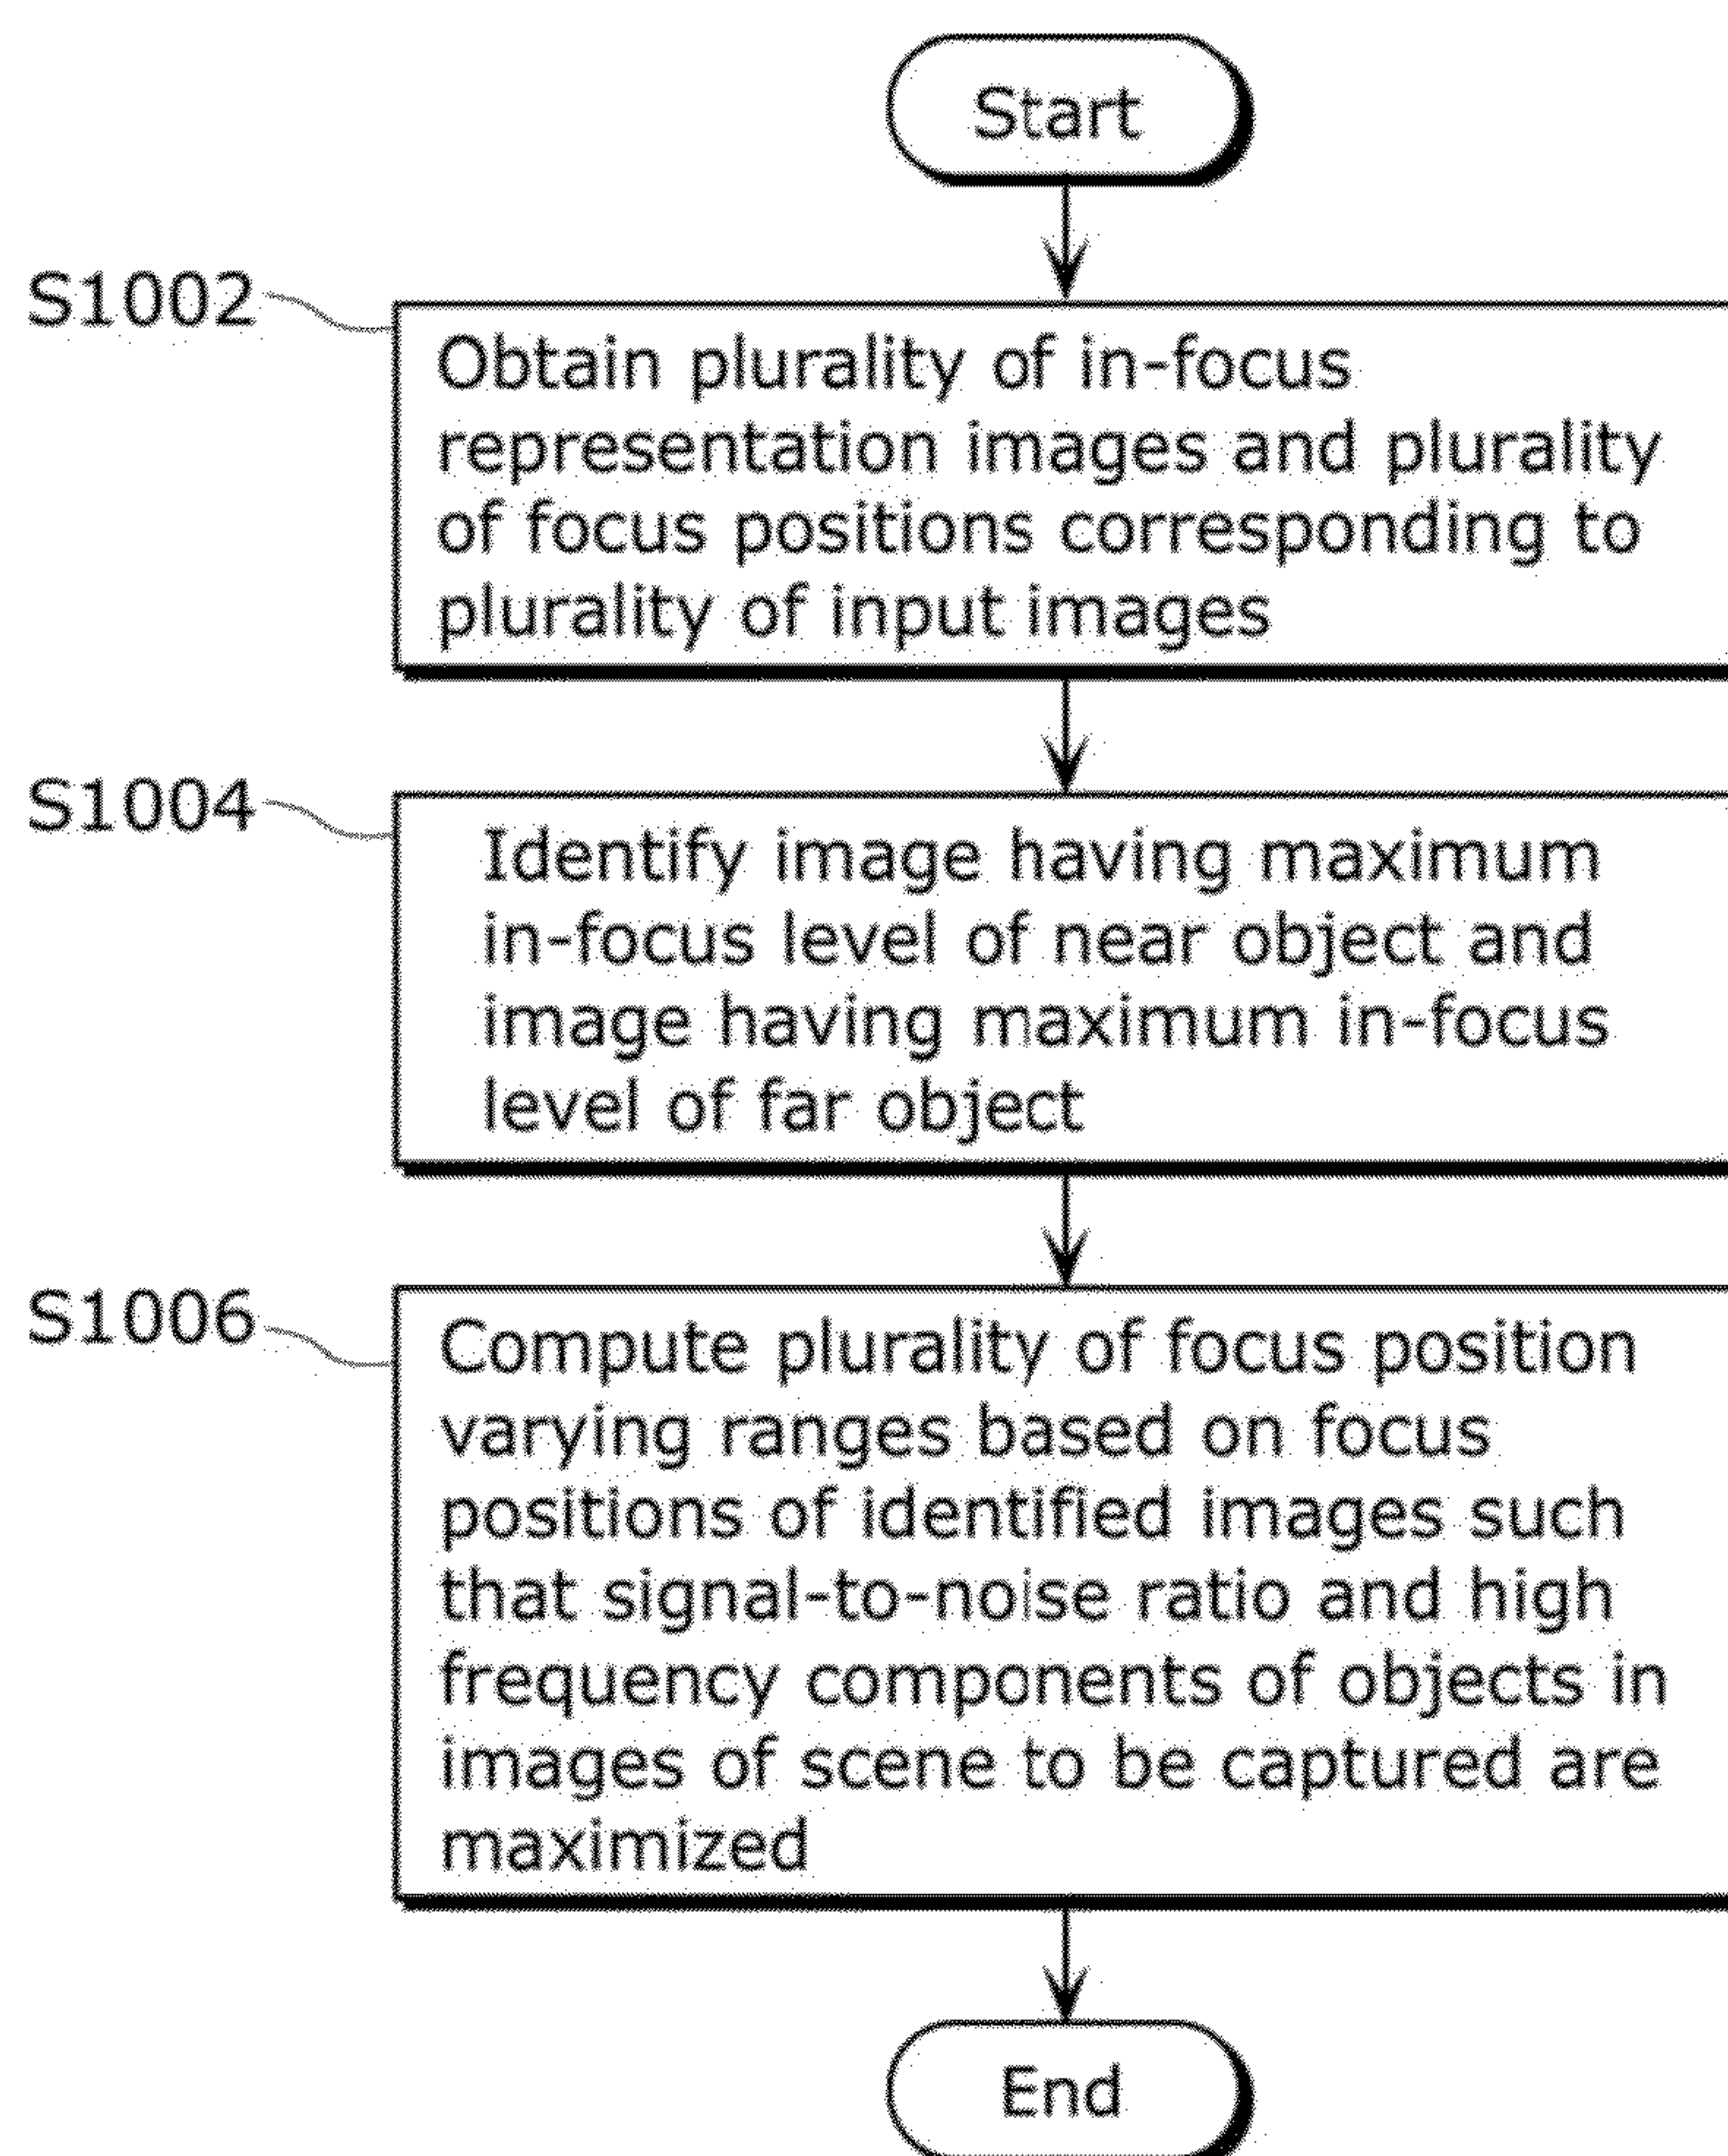 Start
S1002
Obtain plurality of in-focus
representation images and plurality
of focus positions corresponding to
plurality of input images
S1004
Identify image having maximum
in-focus level of near object and
image having maximum in-focus
level of far object
S1006
Compute plurality of focus position
varying ranges based on focus
positions of identified images such
that signal-to-noise ratio and high
frequency components of objects in
images of scene to be captured are
maximized
End